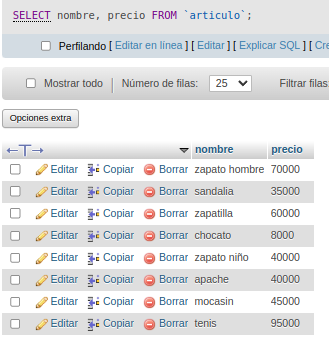 SELECT nombre, precio FROM `articulo`;
Perfilando [ Editar en línea ] [ Editar ] [ Explicar SQL ] [ Cre
Mostrar todo Número de filas: 25 Filtrar filas:
Opciones extra
nombre precio
Editar Copiar Borrar zapato hombre 70000
Editar Copiar Borrar sandalia 35000
Editar Copiar Borrar zapatilla 60000
Editar Copiar Borrar chocato 8000
Editar Copiar Borrar zapato niño 40000
Editar Copiar Borrar apache 40000
Editar Copiar Borrar mocasin 45000
Editar Copiar Borrar tenis 95000